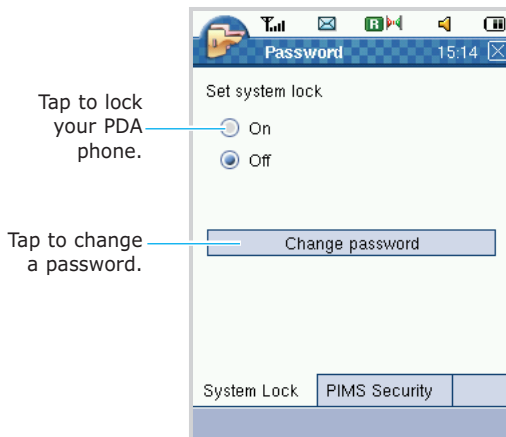 R
Password 15:14
Set system lock
Tap to lock
your PDA
phone.
On
Off
Tap to change
a password.
Change password
System Lock PIMS Security